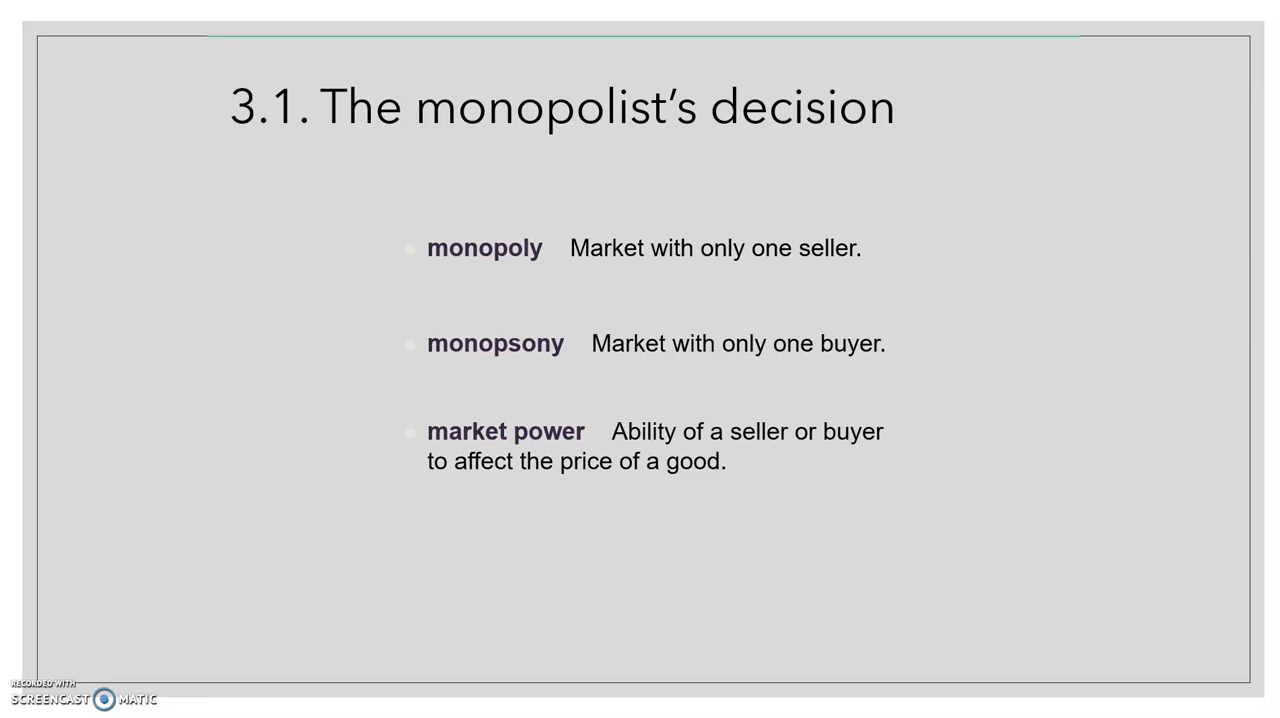 3.1. The monopolist’s decision
monopoly Market with only one seller.
monopsony Market with only one buyer.
market power Ability of a seller or buyer
to affect the price of a good.
RECORDED WITH
SCREENCAST MATIC